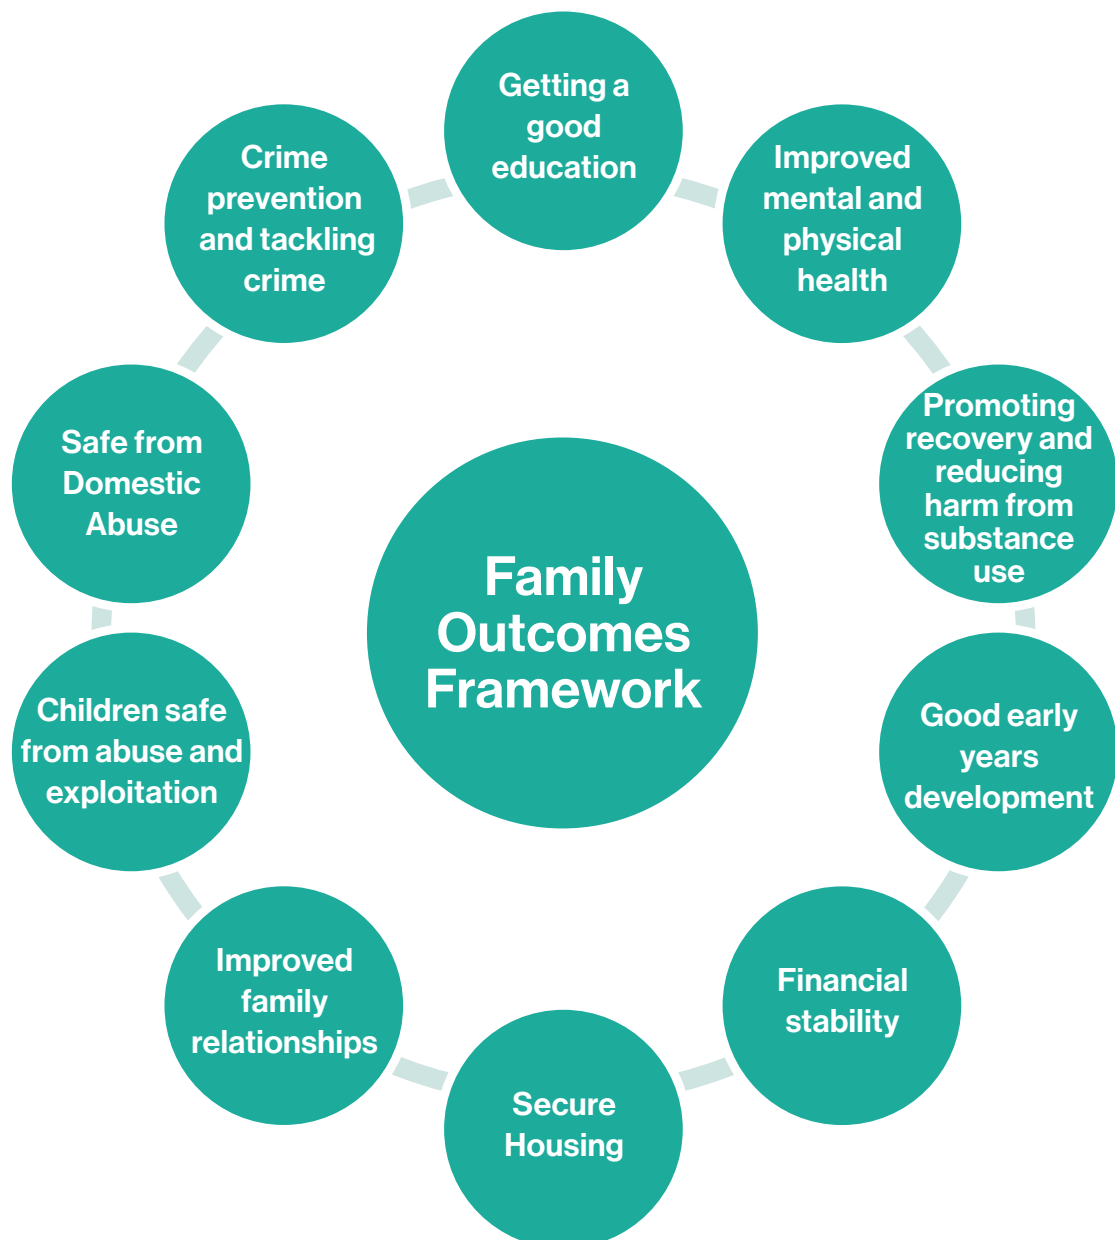 Getting a
good
education
Improved
mental and
physical
health
Promoting
recovery and
reducing
harm from
substance
use
Good early
years
development
Financial
stability
Secure
Housing
Improved
family
relationships
Children safe
from abuse and
exploitation
Safe from
Domestic
Abuse
Crime
prevention
and tackling
crime
Family
Outcomes
Framework